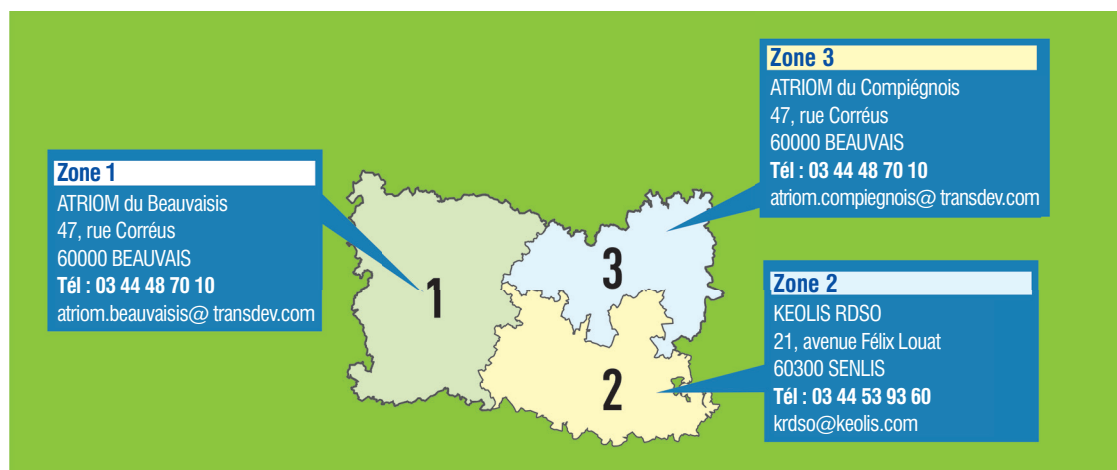 Zone 3
ATRIOM du Compiégnois
47, rue Corréus
60000 BEAUVAIS
Tél : 03 44 48 70 10
atriom.compiegnois@ transdev.com
Zone 1
ATRIOM du Beauvaisis
47, rue Corréus
60000 BEAUVAIS
Tél : 03 44 48 70 10
atriom.beauvaisis@ transdev.com
1
3
2
Zone 2
KEOLIS RDSO
21, avenue Félix Louat
60300 SENLIS
Tél : 03 44 53 93 60
krdso@keolis.com